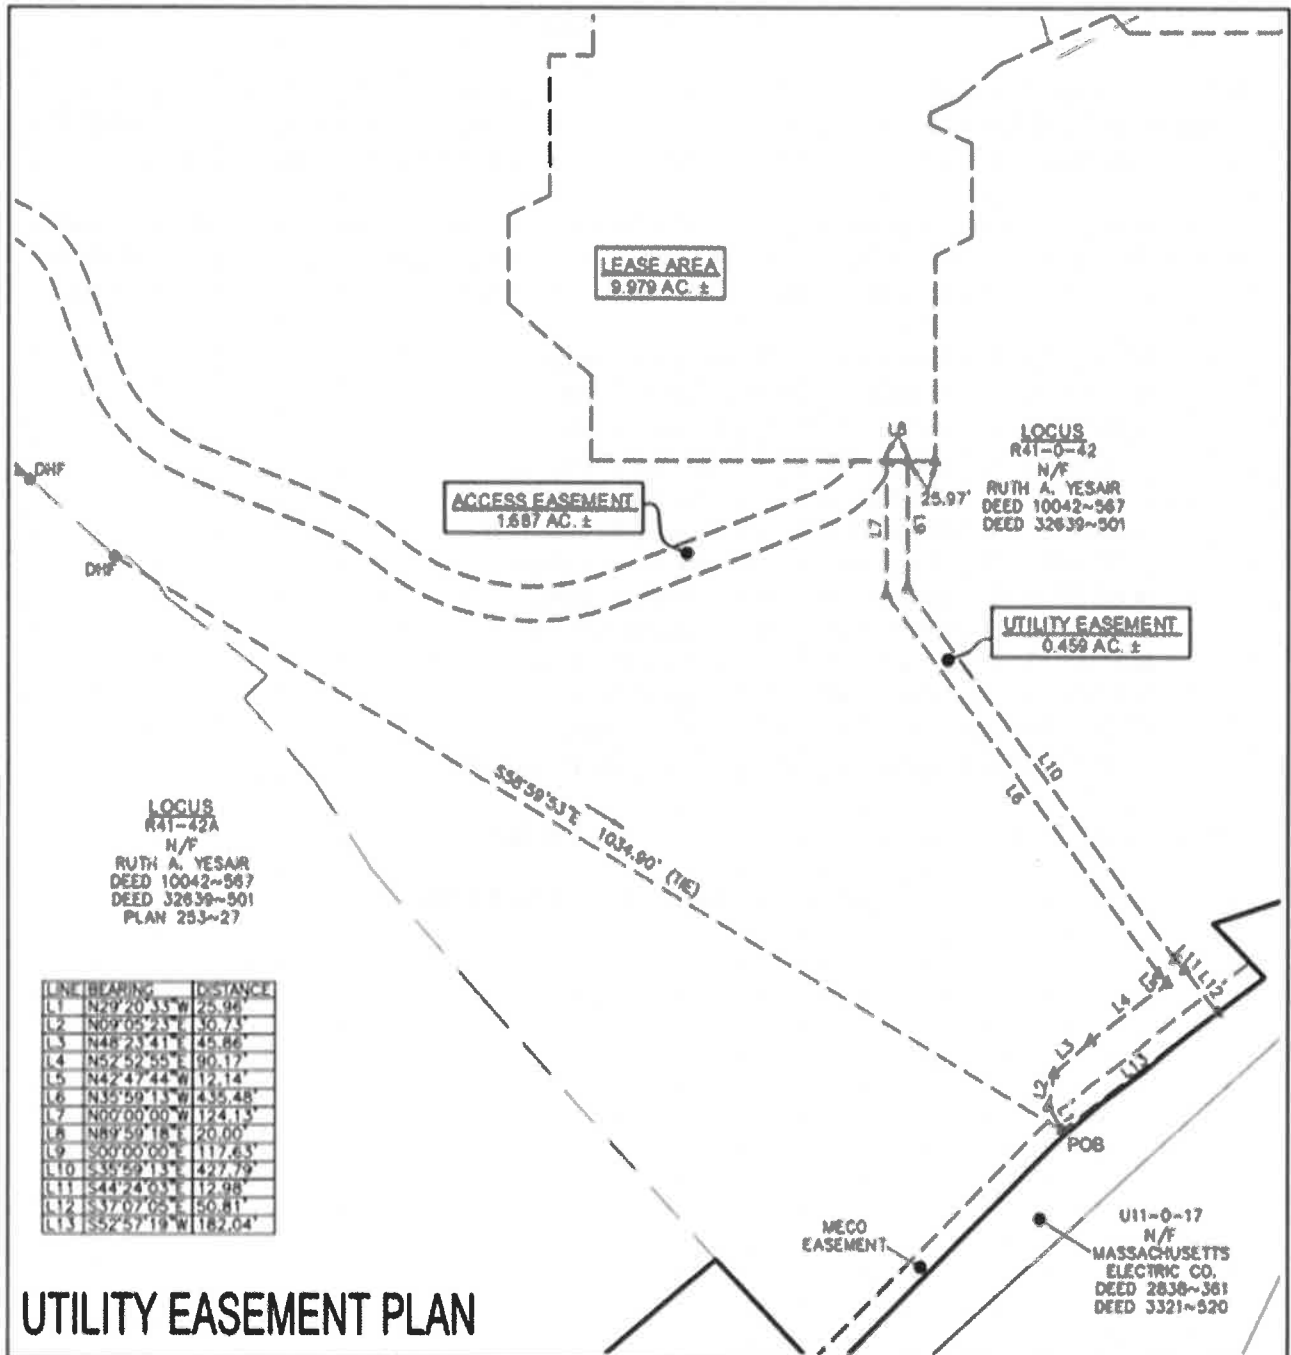 LEASE AREA
9.979 AC. ±
L8
LOCUS
R41-0-42
N/F
RUTH A. YESAIR
DEED 10042~567
DEED 32639~501
25.97'
DHF
ACCESS EASEMENT
1.687 AC. ±
L7
DHF
UTILITY EASEMENT
0.459 AC. ±
L10
L6
S58°59'53"E 1034.90' (TIE)
LOCUS
R41-42A
N/F
RUTH A. YESAIR
DEED 10042~567
DEED 32639~501
PLAN 253~27
L11
L12
L5
L4
L3
L13
L2
POB
LINE BEARING DISTANCE
L1 N29°20'33"W 25.96'
L2 N09°05'23"E 30.73'
L3 N48°23'41"E 45.86'
L4 N52°52'55"E 90.17'
L5 N42°47'44"W 12.14'
L6 N35°59'13"W 435.48'
L7 N00°00'00"W 124.13'
L8 N89°59'18"E 20.00'
L9 S00°00'00"E 117.63'
L10 S35°59'13"E 427.79'
L11 S44°24'03"E 12.98'
L12 S37°07'05"E 50.81'
L13 S52°57'19"W 182.04'
MECO
EASEMENT
U11-0-17
N/F
MASSACHUSETTS
ELECTRIC CO.
DEED 2838~361
DEED 3321~520
UTILITY EASEMENT PLAN